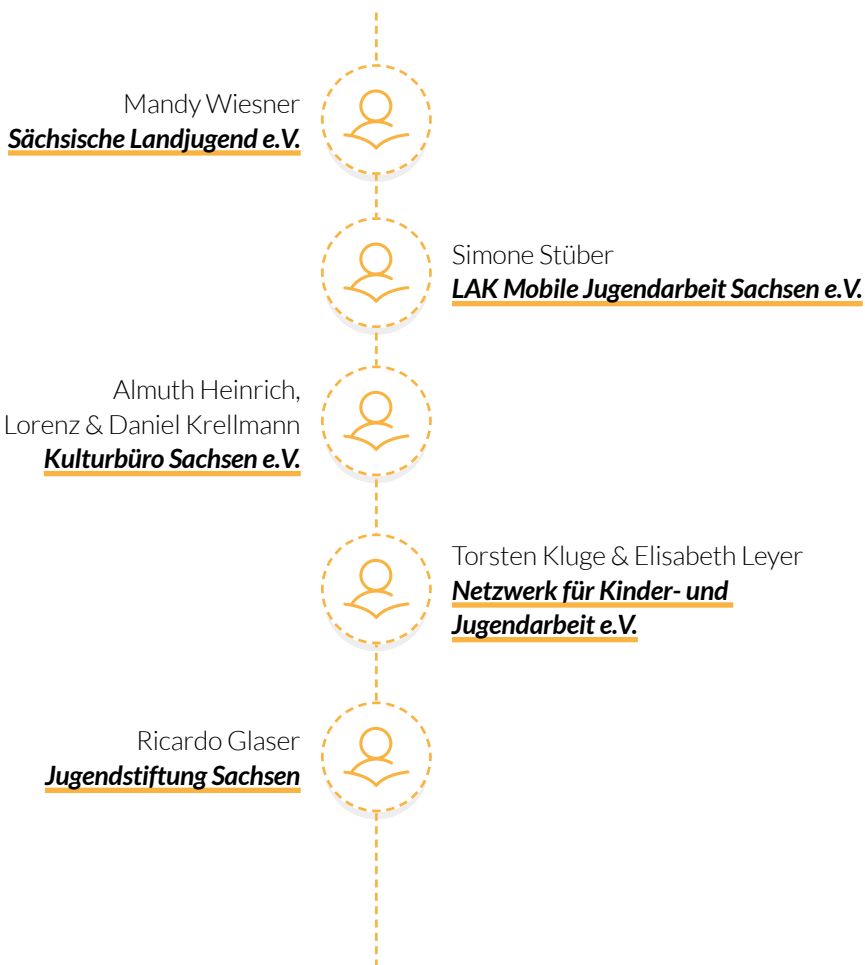 Mandy Wiesner
Sächsische Landjugend e.V.
Simone Stüber
LAK Mobile Jugendarbeit Sachsen e.V.
Almuth Heinrich,
Lorenz & Daniel Krellmann
Kulturbüro Sachsen e.V.
Torsten Kluge & Elisabeth Leyer
Netzwerk für Kinder- und
Jugendarbeit e.V.
Ricardo Glaser
Jugendstiftung Sachsen